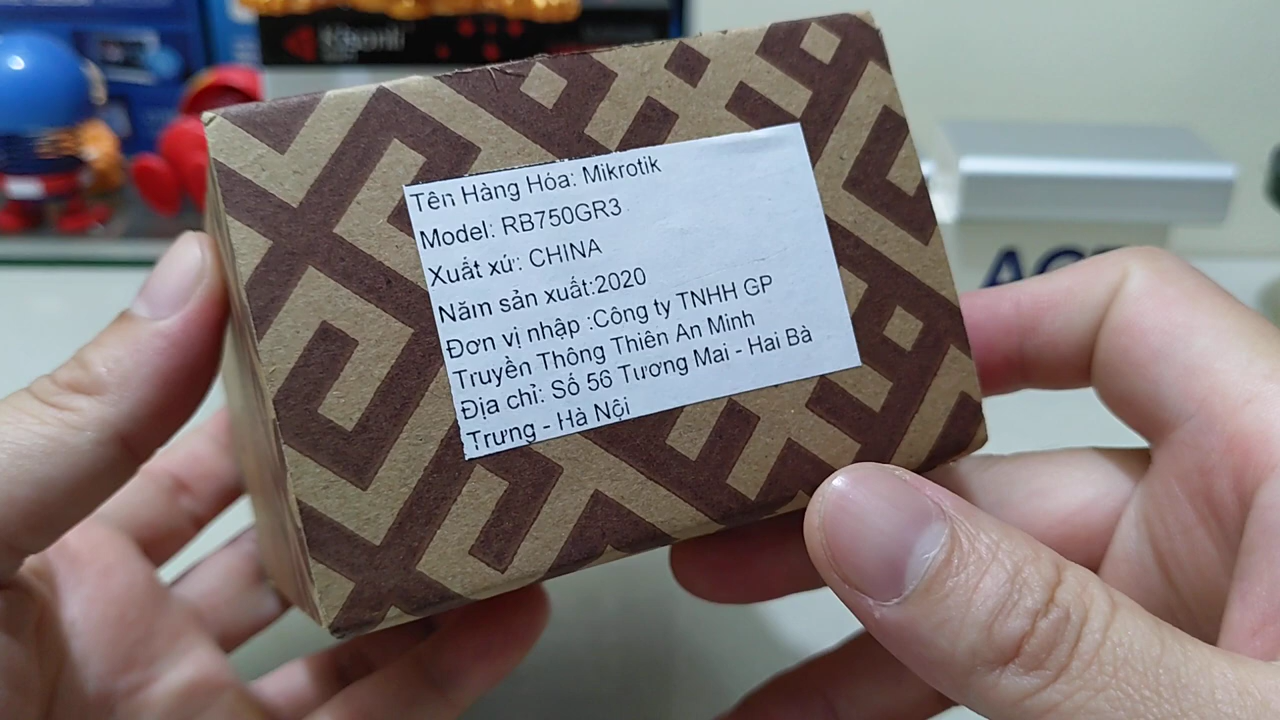 Kisonli
Tên Hàng Hóa: Mikrotik
Model: RB750GR3
Xuất xứ: CHINA
Năm sản xuất:2020
Đơn vị nhập :Công ty TNHH GP
Truyền Thông Thiên An Minh
Địa chỉ: Số 56 Tương Mai - Hai Bà
Trưng - Hà Nội